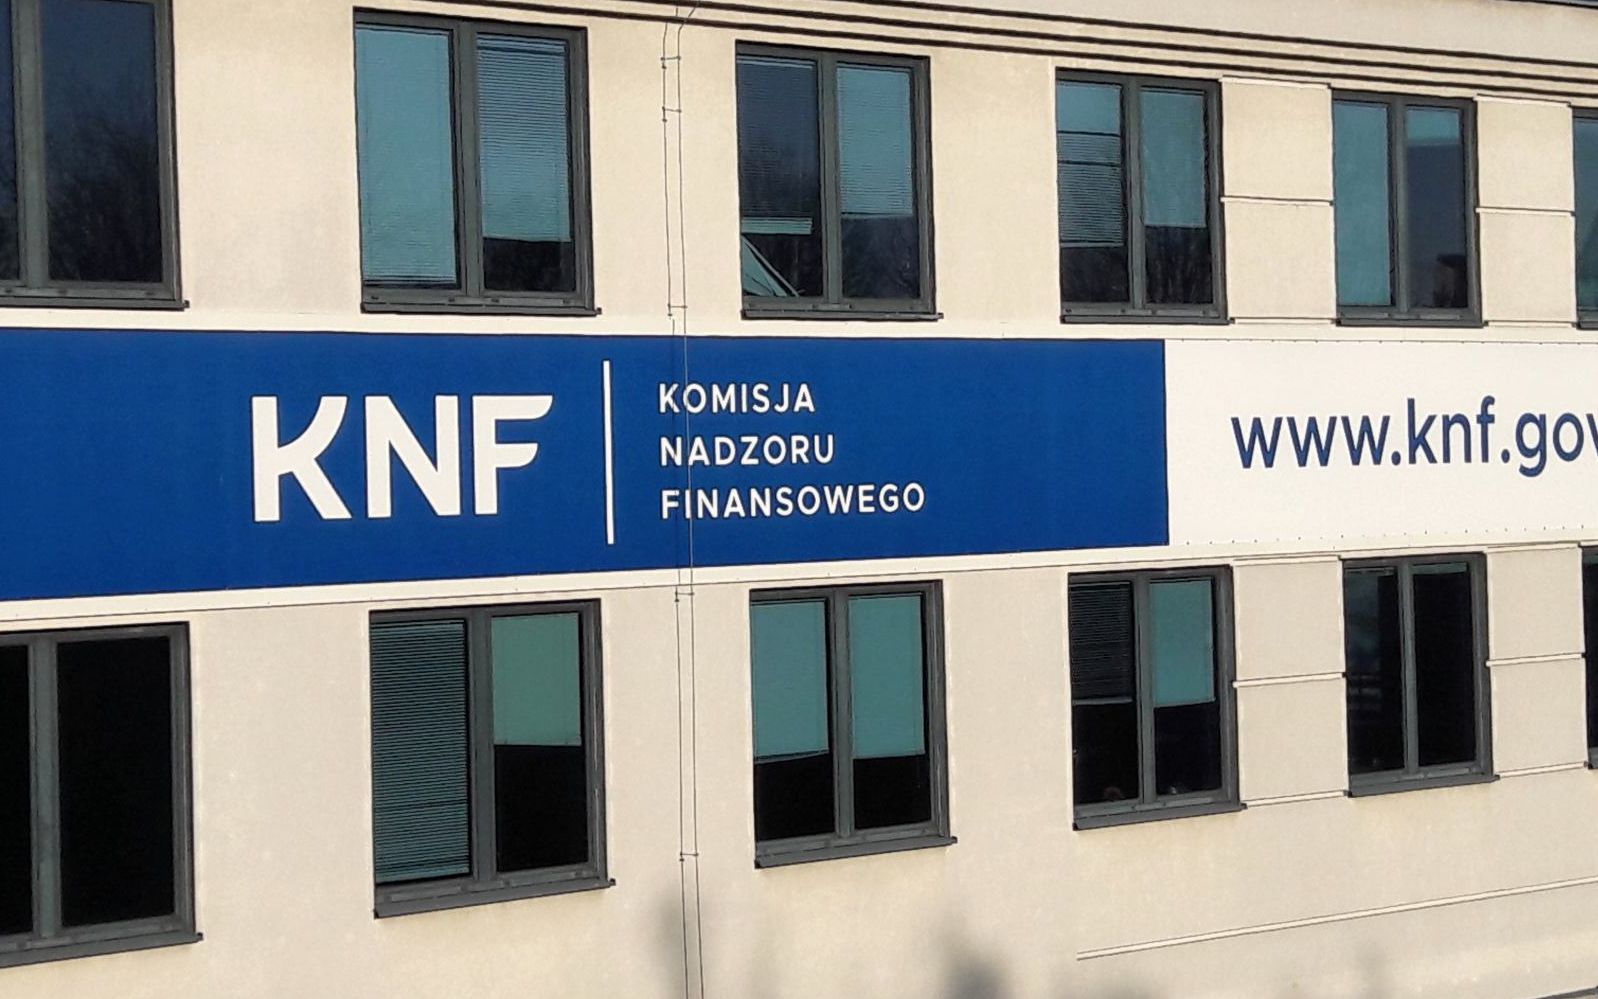 KNF
KOMISJA
NADZORU
FINANSOWEGO
www.knf.gov